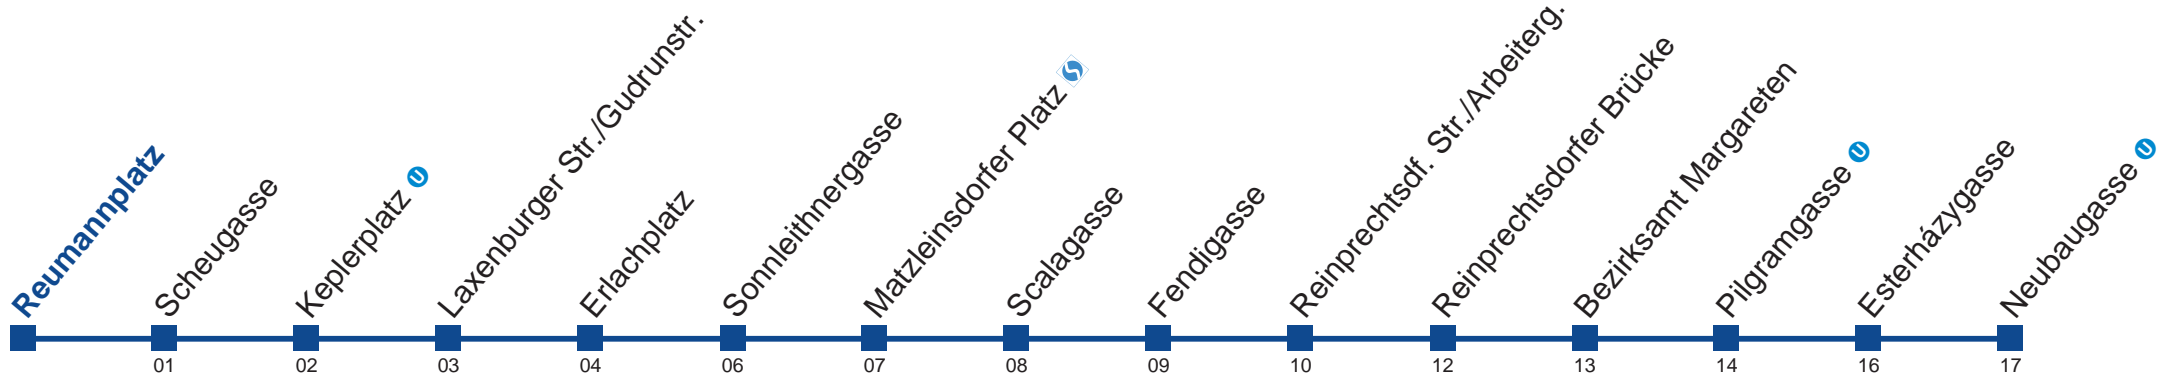 Reumannplatz
Scheugasse
Keplerplatz U
Laxenburger Str./Gudrunstr.
Erlachplatz
Sonnleithnergasse
Matzleinsdorfer Platz S
Scalagasse
Fendigasse
Reinprechtsdf. Str./Arbeiterg.
Reinprechtsdorfer Brücke
Bezirksamt Margareten
Pilgramgasse U
Esterházygasse
Neubaugasse U
01 02 03 04 06 07 08 09 10 12 13 14 16 17